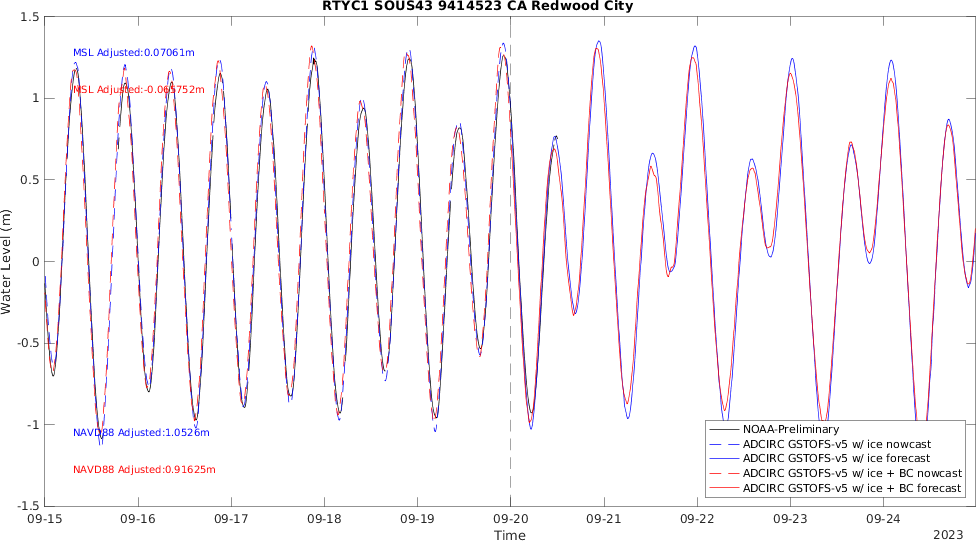 RTYC1 SOUS43 9414523 CA Redwood City
1.5
1
0.5
0
-0.5
-1
-1.5
Water Level (m)
MSL Adjusted:0.07061m
MSL Adjusted:-0.065752m
NAVD88 Adjusted:1.0526m
NAVD88 Adjusted:0.91625m
NOAA-Preliminary
ADCIRC GSTOFS-v5 w/ ice nowcast
ADCIRC GSTOFS-v5 w/ ice forecast
ADCIRC GSTOFS-v5 w/ ice + BC nowcast
ADCIRC GSTOFS-v5 w/ ice + BC forecast
09-15 09-16 09-17 09-18 09-19 09-20 09-21 09-22 09-23 09-24
Time
2023